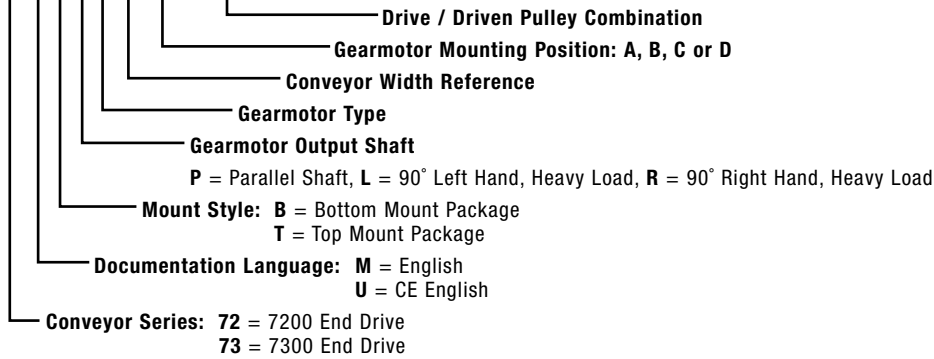 Drive / Driven Pulley Combination
Gearmotor Mounting Position: A, B, C or D
Conveyor Width Reference
Gearmotor Type
Gearmotor Output Shaft
P = Parallel Shaft, L = 90° Left Hand, Heavy Load, R = 90° Right Hand, Heavy Load
Mount Style: B = Bottom Mount Package
T = Top Mount Package
Documentation Language: M = English
U = CE English
Conveyor Series: 72 = 7200 End Drive
73 = 7300 End Drive